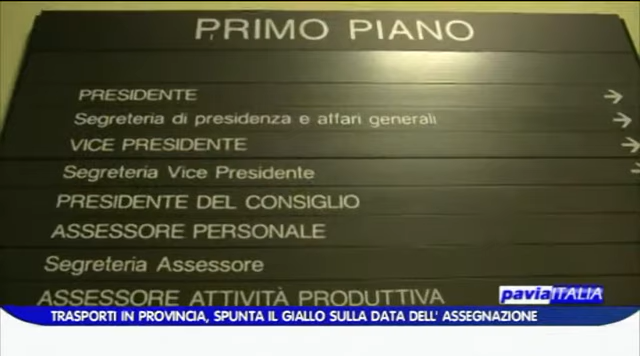 PRIMO PIANO
PRESIDENTE
Segreteria di presidenza e affari generali
VICE PRESIDENTE
Segreteria Vice Presidente
PRESIDENTE DEL CONSIGLIO
ASSESSORE PERSONALE
Segreteria Assessore
ASSESSORE ATTIVITÀ PRODUTTIVA
paviaITALIA
TRASPORTI IN PROVINCIA, SPUNTA IL GIALLO SULLA DATA DELL' ASSEGNAZIONE